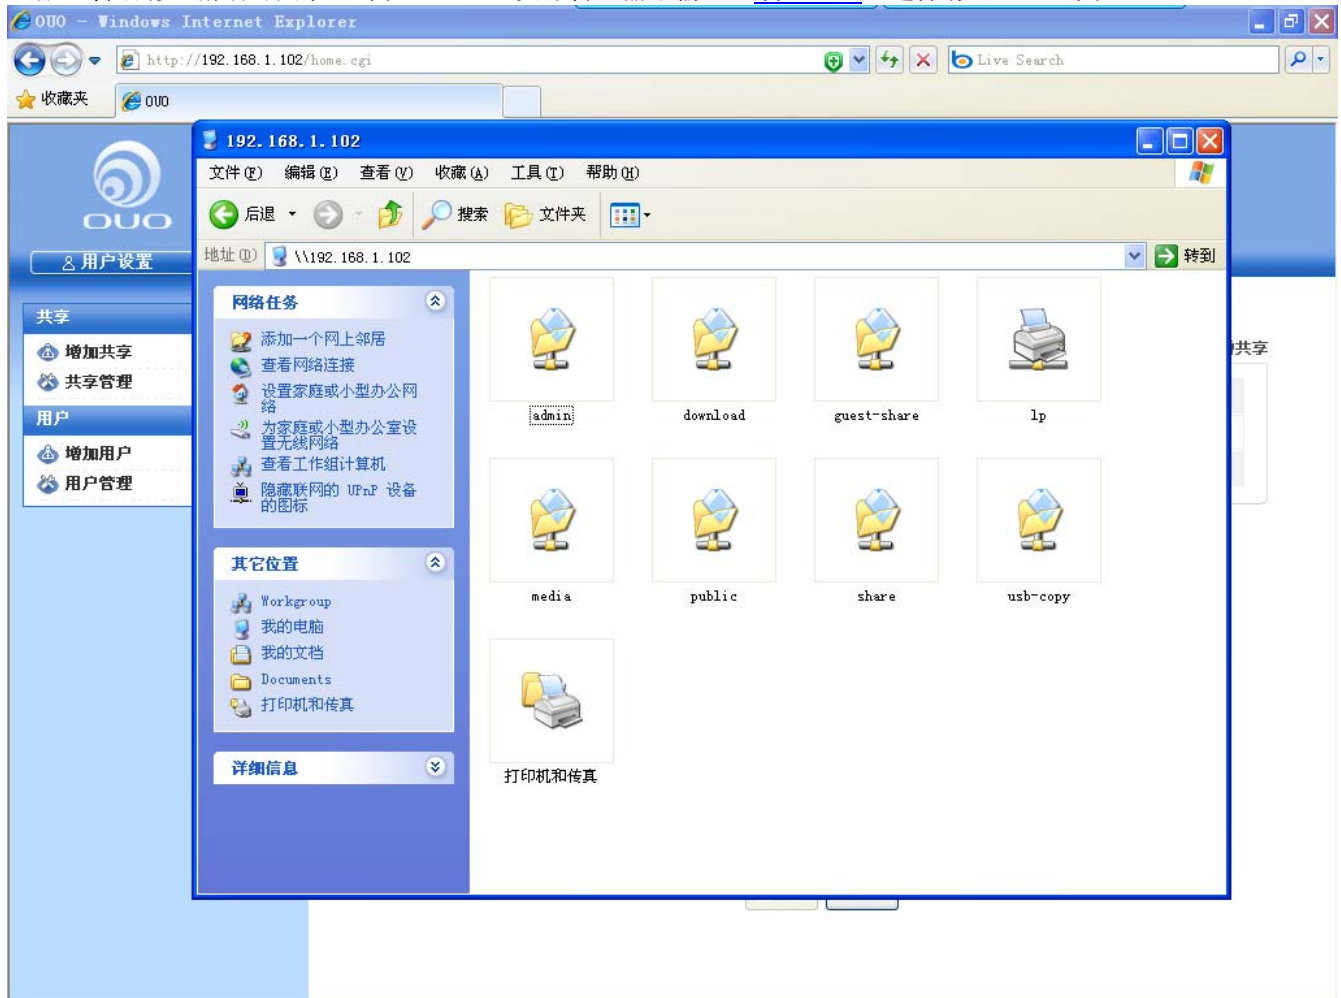 OUO - Windows Internet Explorer
http://192.168.1.102/home.cgi
Live Search
收藏夹
OUO
OUO
用户设置
共享
增加共享
共享管理
用户
增加用户
用户管理
共享
192.168.1.102
文件(F) 编辑(E) 查看(V) 收藏(A) 工具(T) 帮助(H)
后退 搜索 文件夹
地址(D) \\192.168.1.102 转到
网络任务
添加一个网上邻居
查看网络连接
设置家庭或小型办公网
络
为家庭或小型办公室设
置无线网络
查看工作组计算机
隐藏联网的 UPnP 设备
的图标
其它位置
Workgroup
我的电脑
我的文档
Documents
打印机和传真
详细信息
admin download guest-share lp
media public share usb-copy
打印机和传真